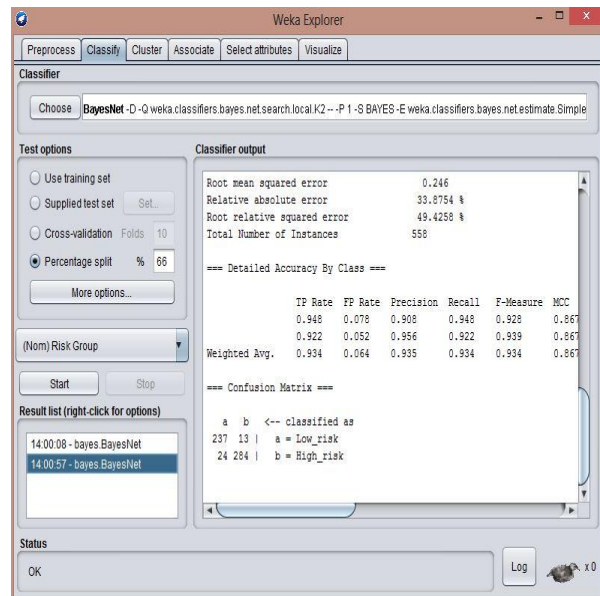 Weka Explorer
Preprocess Classify Cluster Associate Select attributes Visualize
Classifier
Choose BayesNet -D -Q weka.classifiers.bayes.net.search.local.K2 -- -P 1 -S BAYES -E weka.classifiers.bayes.net.estimate.Simple
Test options
Use training set
Supplied test set Set...
Cross-validation Folds 10
Percentage split % 66
More options...
(Nom) Risk Group
Start Stop
Result list (right-click for options)
14:00:08 - bayes.BayesNet
14:00:57 - bayes.BayesNet
Classifier output
Root mean squared error 0.246
Relative absolute error 33.8754 %
Root relative squared error 49.4258 %
Total Number of Instances 558
=== Detailed Accuracy By Class ===
TP Rate FP Rate Precision Recall F-Measure MCC
0.948 0.078 0.908 0.948 0.928 0.867
0.922 0.052 0.956 0.922 0.939 0.867
Weighted Avg. 0.934 0.064 0.935 0.934 0.934 0.867
=== Confusion Matrix ===
a b <-- classified as
237 13 | a = Low_risk
24 284 | b = High_risk
Status
OK
Log
x 0